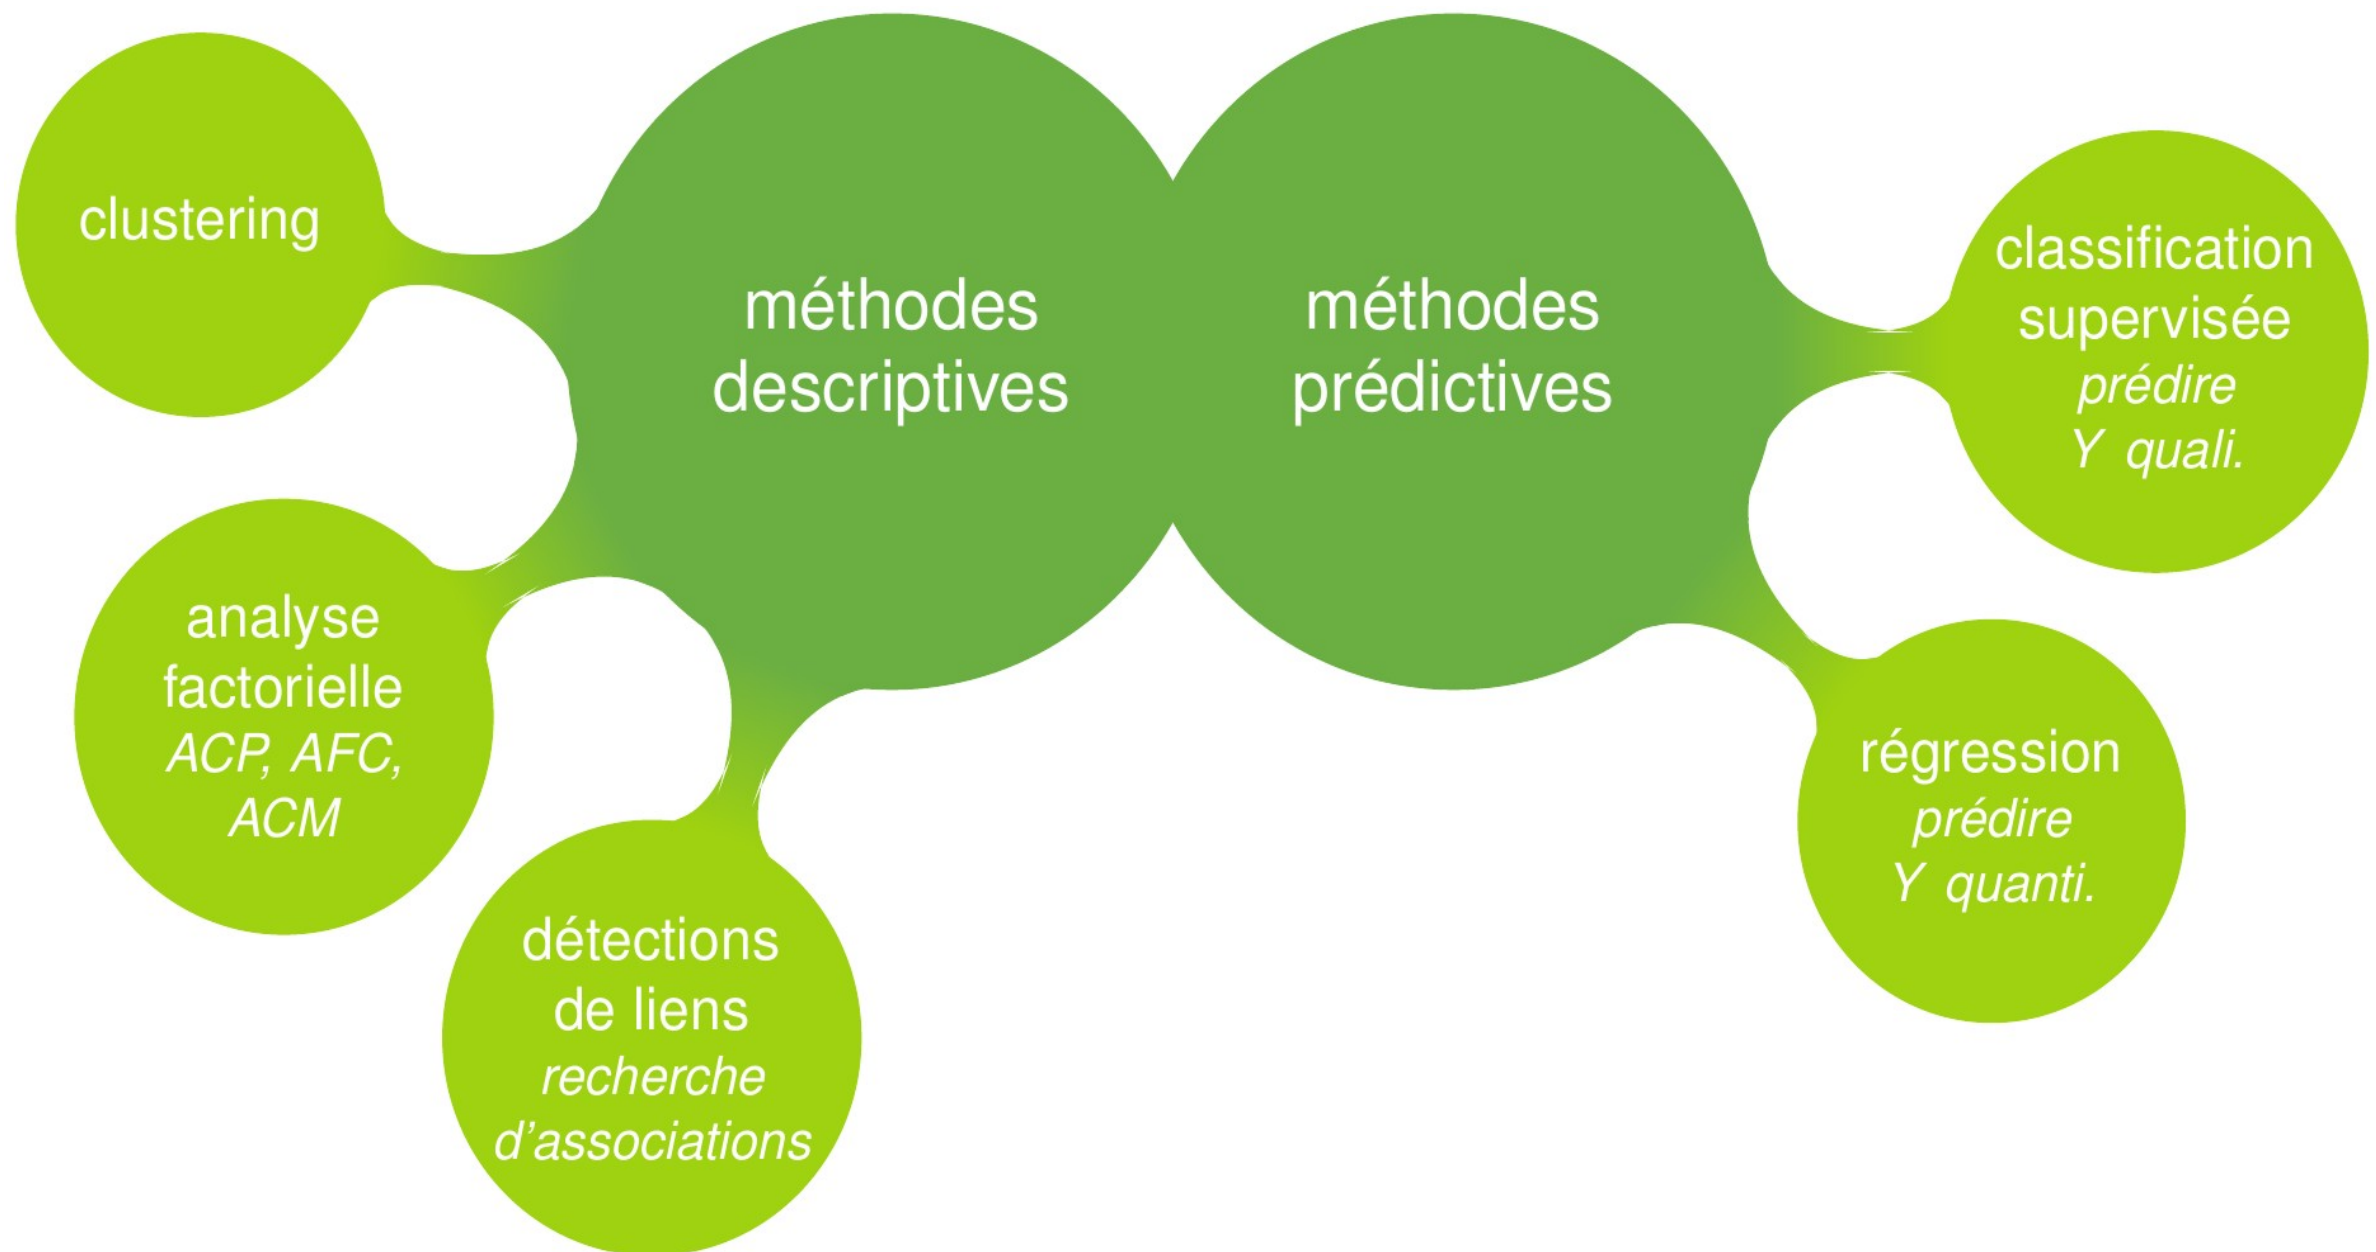 clustering
méthodes
descriptives
méthodes
prédictives
classification
supervisée
prédire
Y quali.
analyse
factorielle
ACP, AFC,
ACM
régression
prédire
Y quanti.
détections
de liens
recherche
d’associations